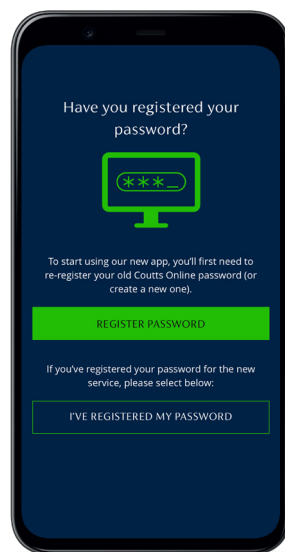 Have you registered your
password?
***_
To start using our new app, you'll first need to
re-register your old Coutts Online password (or
create a new one).
REGISTER PASSWORD
If you've registered your password for the new
service, please select below:
I'VE REGISTERED MY PASSWORD